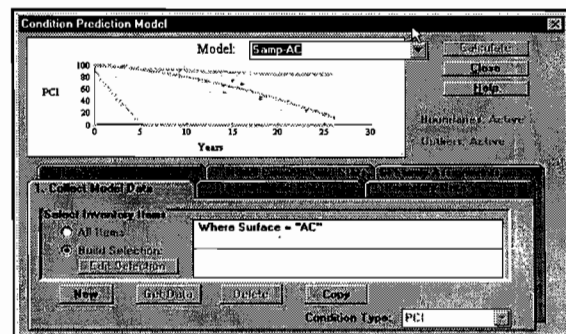 Condition Prediction Model
Model: Samp-AC
Calculate
Close
Help
100
80
60
40
20
0
PCI
0 5 10 15 20 25 30
Years
Boundaries: Active
Outliers: Active
1. Collect Model Data
Select Inventory Items
All Items
Build Selection:
Edit Selection
Where Surface = "AC"
New Get Data Delete Copy
Condition Type: PCI